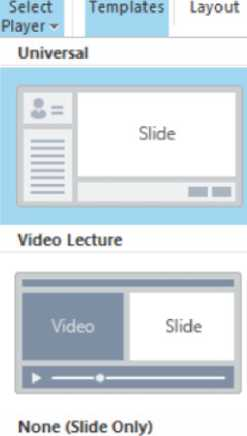 Select Templates Layout
Player
Universal
Slide
Video Lecture
Video Slide
None (Slide Only)